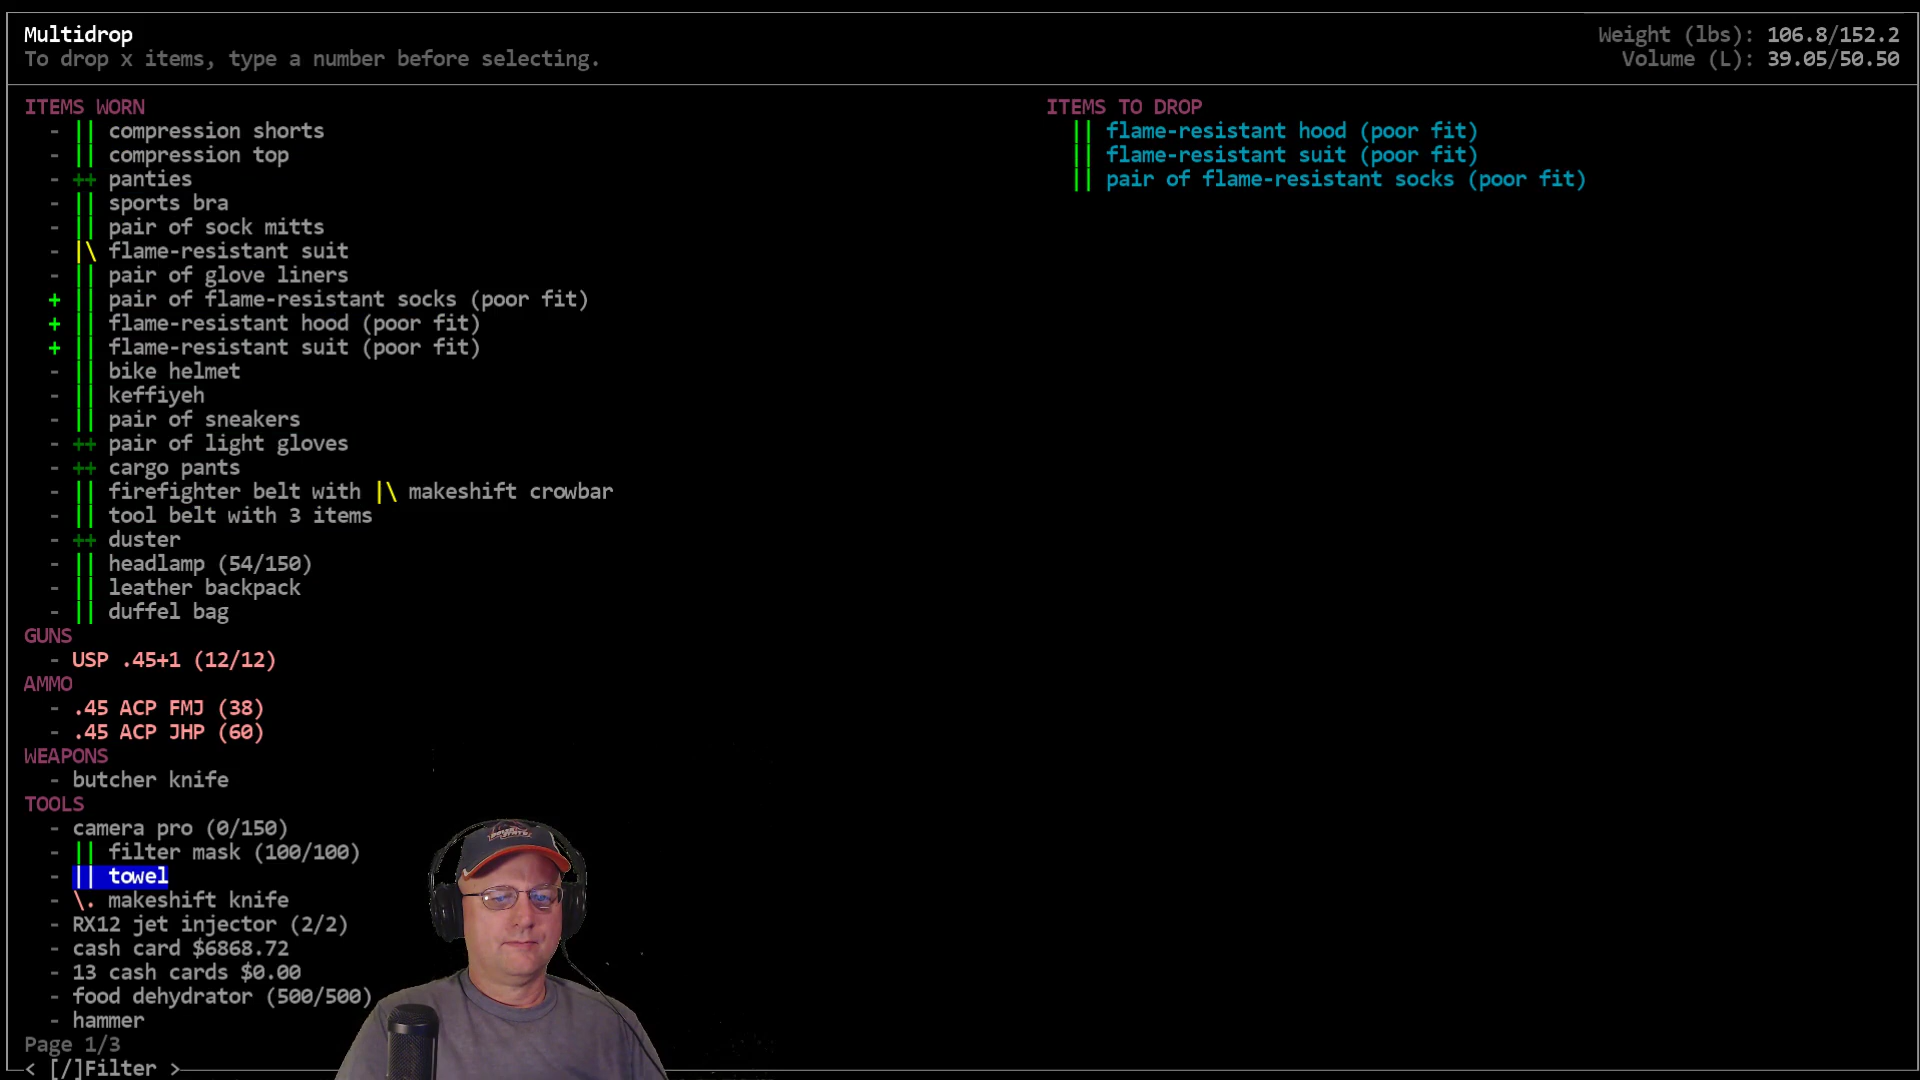 Multidrop
To drop x items, type a number before selecting.
Weight (lbs): 106.8/152.2
Volume (L): 39.05/50.50
ITEMS WORN
- || compression shorts
- || compression top
- ++ panties
- || sports bra
- || pair of sock mitts
- |\ flame-resistant suit
- || pair of glove liners
+ || pair of flame-resistant socks (poor fit)
+ || flame-resistant hood (poor fit)
+ || flame-resistant suit (poor fit)
- || bike helmet
- || keffiyeh
- || pair of sneakers
- ++ pair of light gloves
- ++ cargo pants
- || firefighter belt with |\ makeshift crowbar
- || tool belt with 3 items
- ++ duster
- || headlamp (54/150)
- || leather backpack
- || duffel bag
GUNS
- USP .45+1 (12/12)
AMMO
- .45 ACP FMJ (38)
- .45 ACP JHP (60)
WEAPONS
- butcher knife
TOOLS
- camera pro (0/150)
- || filter mask (100/100)
- || towel
- \. makeshift knife
- RX12 jet injector (2/2)
- cash card $6868.72
- 13 cash cards $0.00
- food dehydrator (500/500)
- hammer
Page 1/3
< [/]Filter >
ITEMS TO DROP
|| flame-resistant hood (poor fit)
|| flame-resistant suit (poor fit)
|| pair of flame-resistant socks (poor fit)